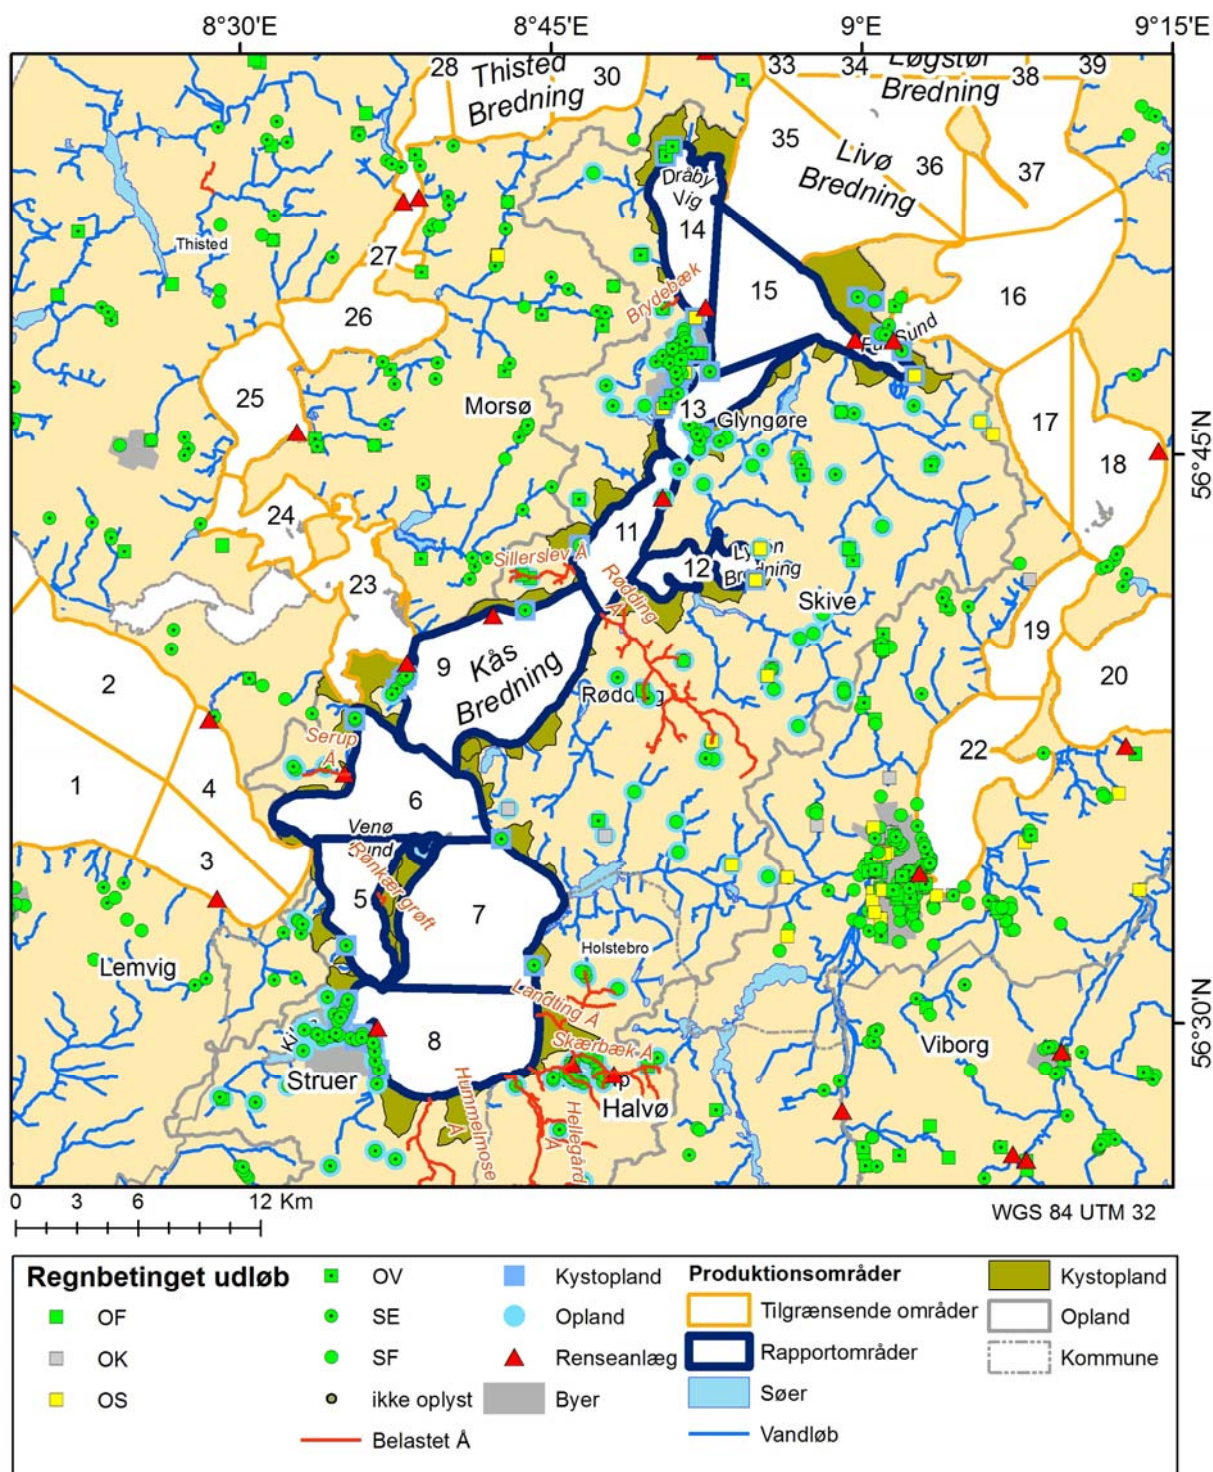 8°30'E
8°45'E
9°E
9°15'E
28
Thisted
Bredning
30
33
34
Løgstør
Bredning
38
39
35
Livø
Bredning
36
37
Dråby
Vig
14
Thisted
27
15
16
26
Brydebæk
Fur Sund
25
Morsø
13
Glyngøre
17
18
56°45'N
24
11
Sillerslev Å
12
Bredning
23
Rødding
Å
Skive
19
2
9
Kås
Bredning
20
Serup
Å
22
1
4
6
Venø
Sund
3
Rønkær grøft
5
7
Lemvig
Holstebro
Landting Å
56°30'N
8
Skærbæk Å
Viborg
Struer
Hummelmose
Å
Hellegård
Å
Halvø
0 3 6 12 Km
WGS 84 UTM 32
Regnbetinget udløb
OF
OK
OS
OV
SE
SF
ikke oplyst
Belastet Å
Kystopland
Opland
Renseanlæg
Byer
Produktionsområder
Tilgrænsende områder
Rapportområder
Søer
Vandløb
Kystopland
Opland
Kommune